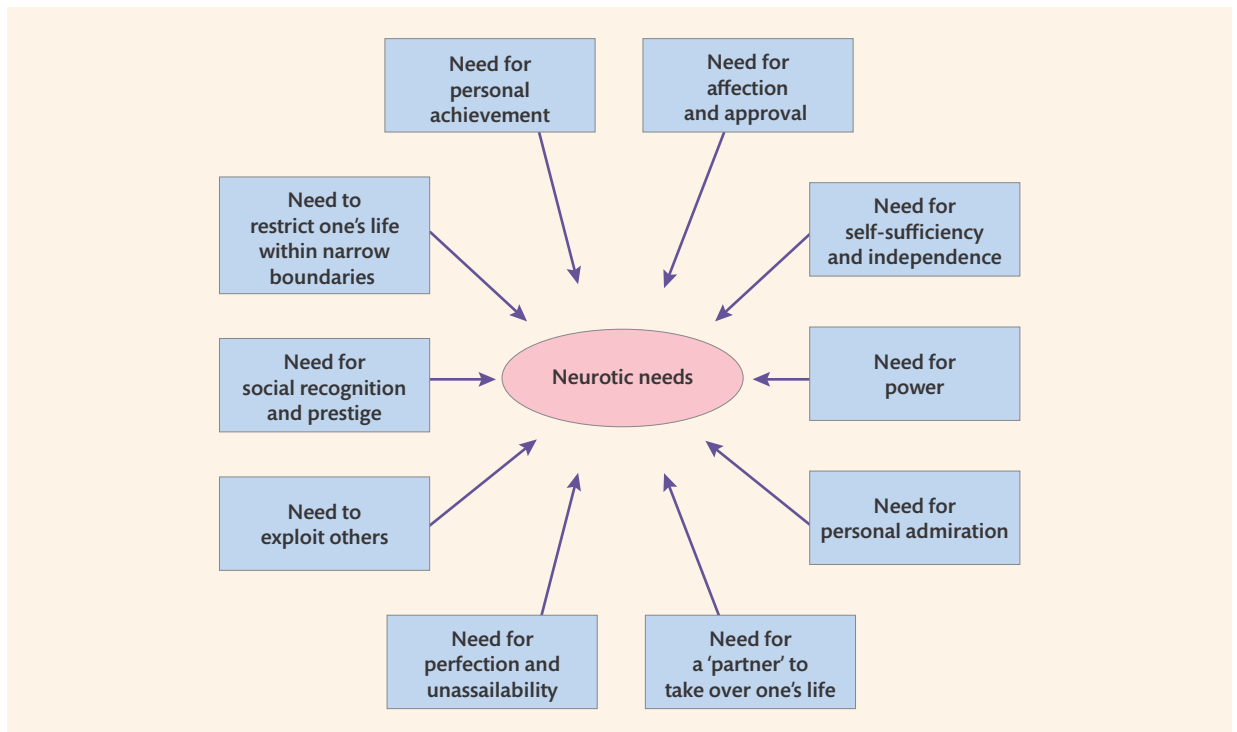 Need for
personal
achievement
Need for
affection
and approval
Need to
restrict one’s life
within narrow
boundaries
Need for
self-sufficiency
and independence
Need for
social recognition
and prestige
Neurotic needs
Need for
power
Need to
exploit others
Need for
personal admiration
Need for
perfection and
unassailability
Need for
a ‘partner’ to
take over one’s life